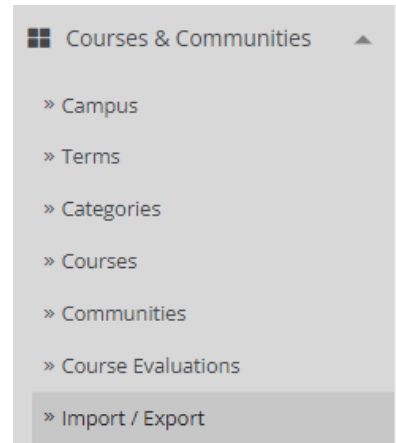 Courses & Communities
» Campus
» Terms
» Categories
» Courses
» Communities
» Course Evaluations
» Import / Export